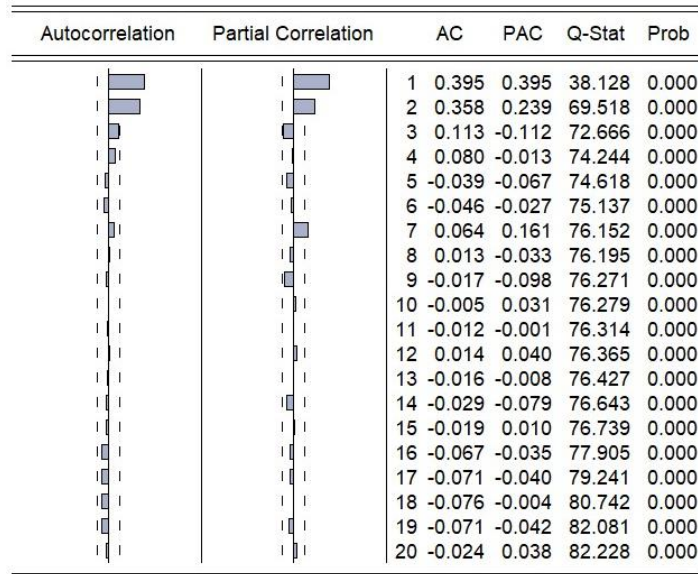 Autocorrelation Partial Correlation AC PAC Q-Stat Prob
1 0.395 0.395 38.128 0.000
2 0.358 0.239 69.518 0.000
3 0.113 -0.112 72.666 0.000
4 0.080 -0.013 74.244 0.000
5 -0.039 -0.067 74.618 0.000
6 -0.046 -0.027 75.137 0.000
7 0.064 0.161 76.152 0.000
8 0.013 -0.033 76.195 0.000
9 -0.017 -0.098 76.271 0.000
10 -0.005 0.031 76.279 0.000
11 -0.012 -0.001 76.314 0.000
12 0.014 0.040 76.365 0.000
13 -0.016 -0.008 76.427 0.000
14 -0.029 -0.079 76.643 0.000
15 -0.019 0.010 76.739 0.000
16 -0.067 -0.035 77.905 0.000
17 -0.071 -0.040 79.241 0.000
18 -0.076 -0.004 80.742 0.000
19 -0.071 -0.042 82.081 0.000
20 -0.024 0.038 82.228 0.000